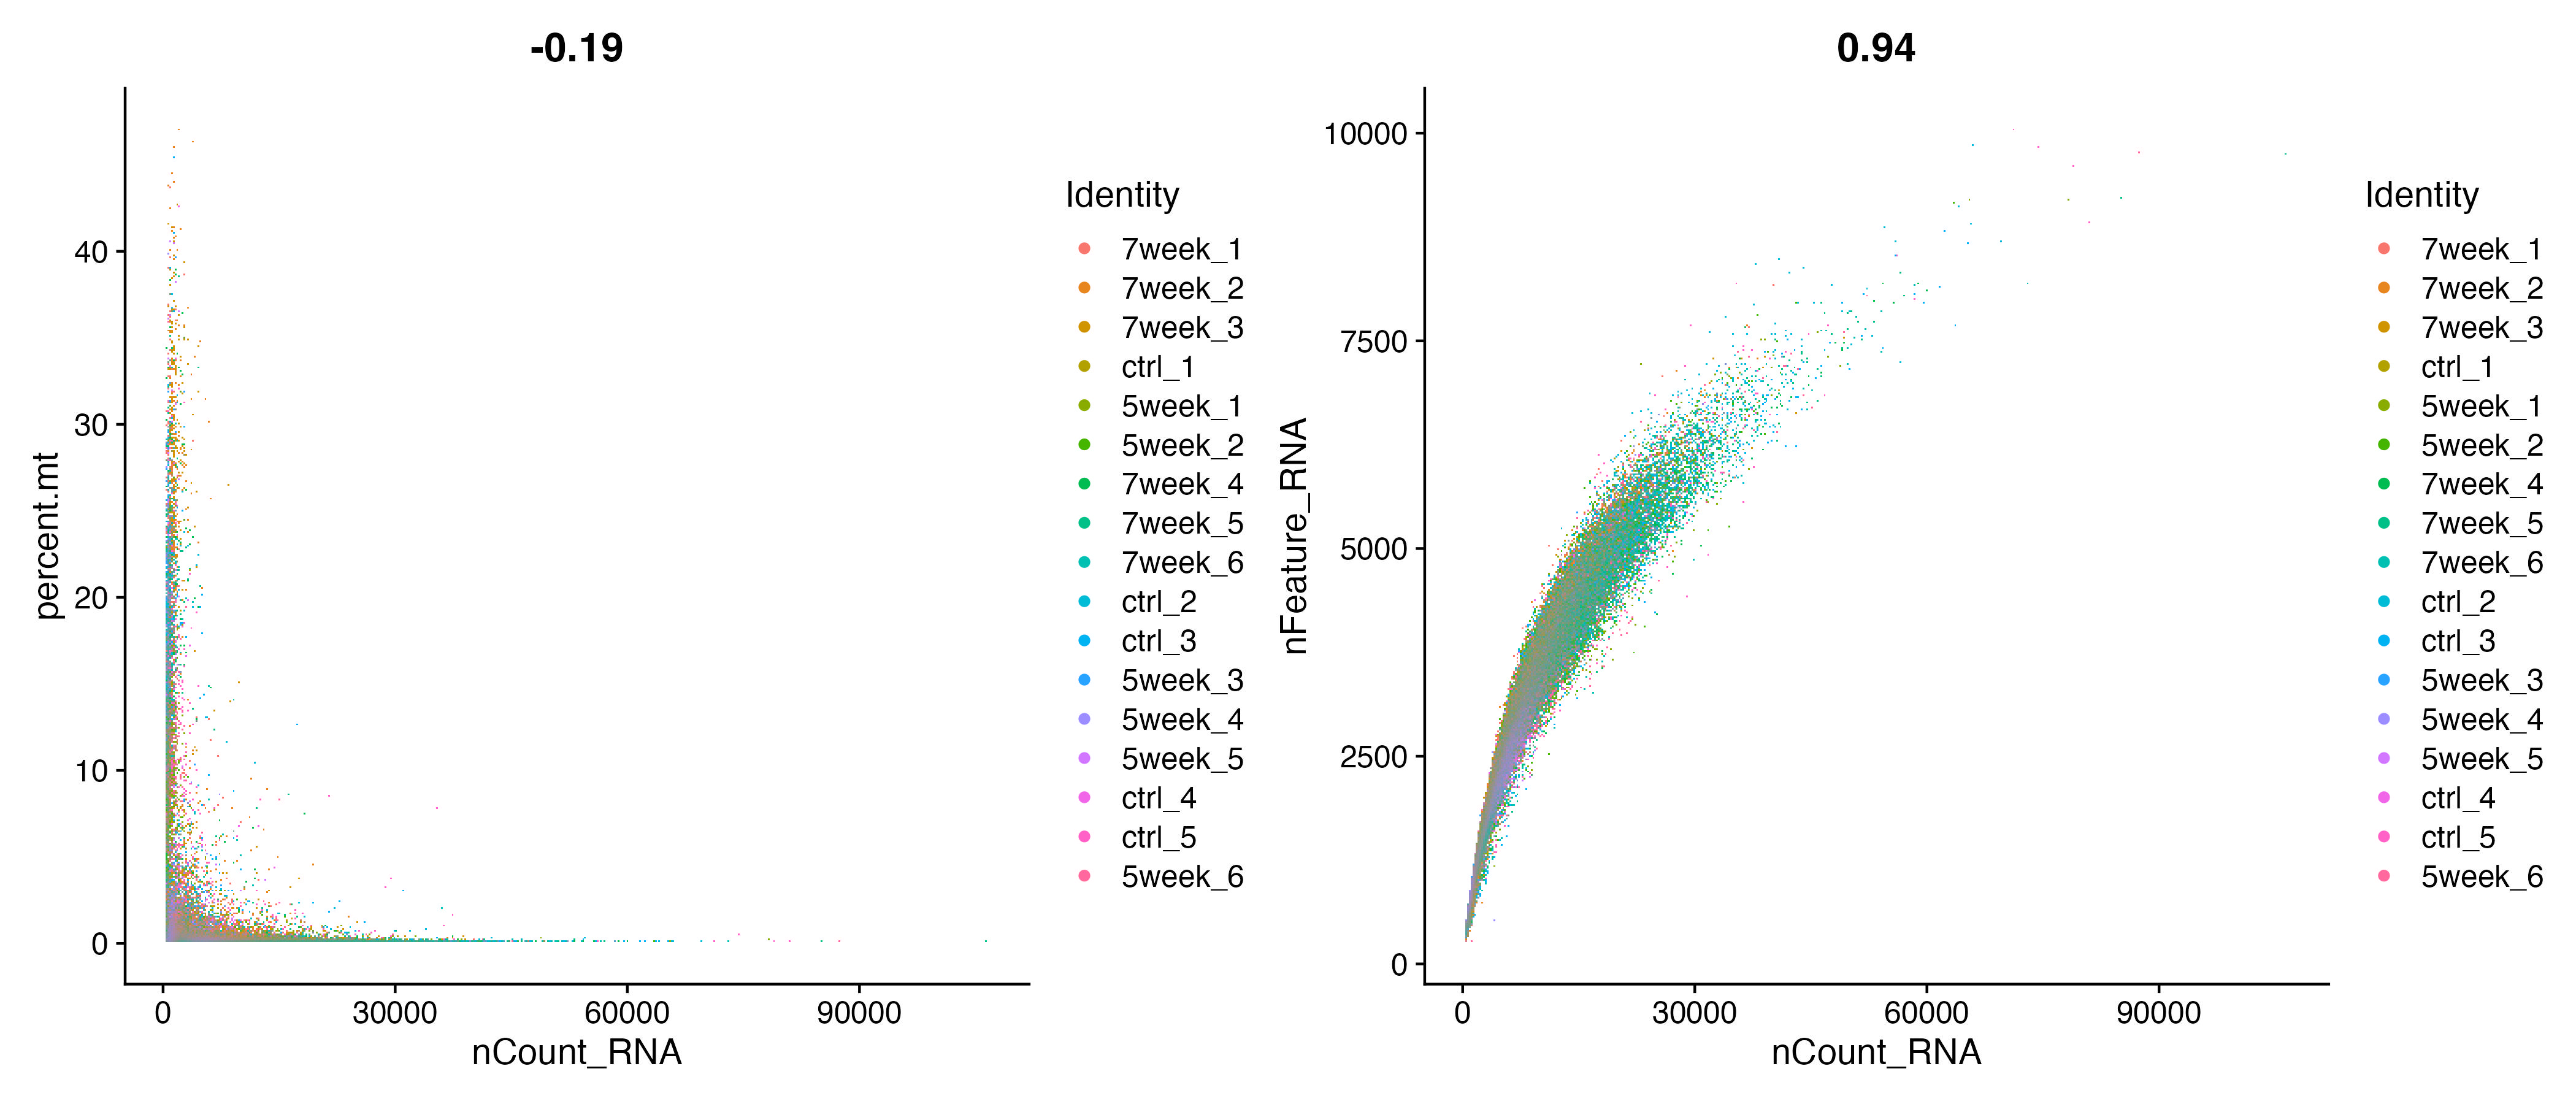 -0.19
percent.mt
40
30
20
10
0
0 30000 60000 90000
nCount_RNA
Identity
7week_1
7week_2
7week_3
ctrl_1
5week_1
5week_2
7week_4
7week_5
7week_6
ctrl_2
ctrl_3
5week_3
5week_4
5week_5
ctrl_4
ctrl_5
5week_6
0.94
nFeature_RNA
10000
7500
5000
2500
0
0 30000 60000 90000
nCount_RNA
Identity
7week_1
7week_2
7week_3
ctrl_1
5week_1
5week_2
7week_4
7week_5
7week_6
ctrl_2
ctrl_3
5week_3
5week_4
5week_5
ctrl_4
ctrl_5
5week_6